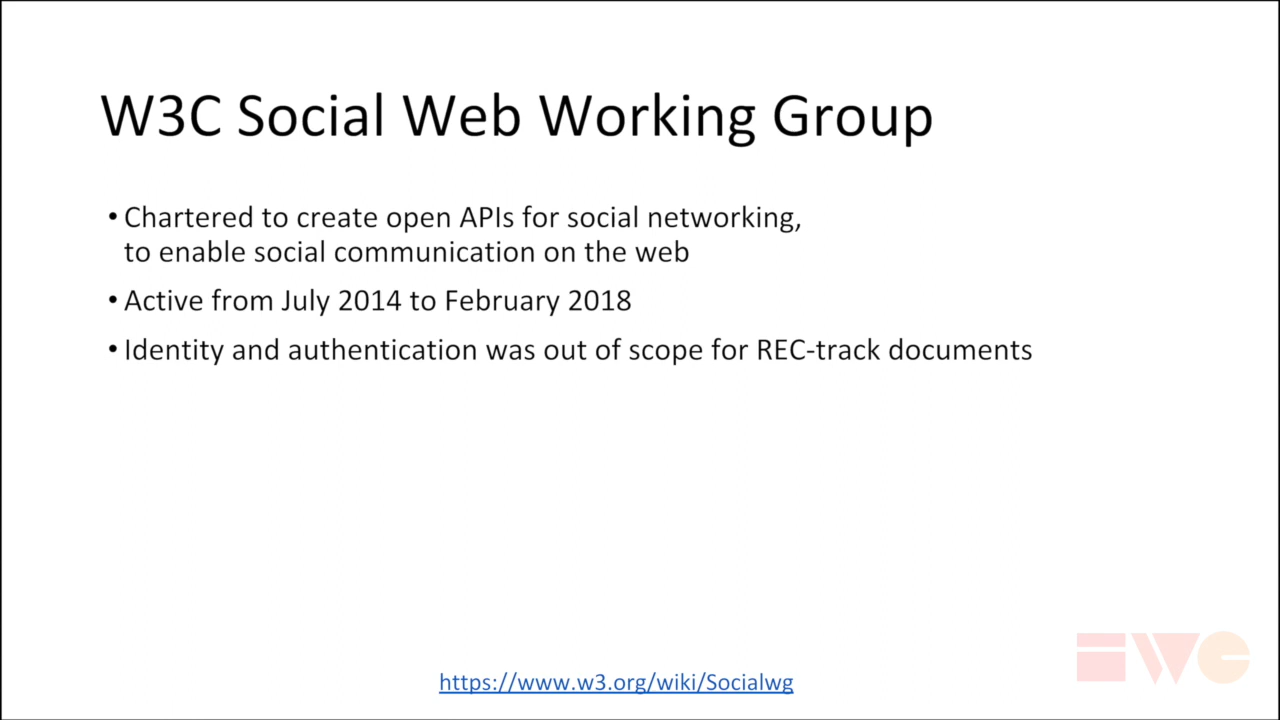 W3C Social Web Working Group
• Chartered to create open APIs for social networking,
to enable social communication on the web
• Active from July 2014 to February 2018
• Identity and authentication was out of scope for REC-track documents
https://www.w3.org/wiki/Socialwg
IWC